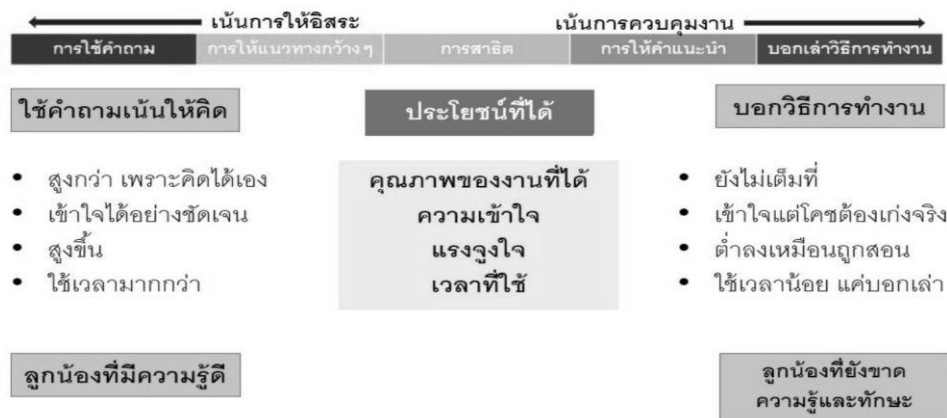 เน้นการให้อิสระ เน้นการควบคุมงาน
การใช้คำถาม การให้แนวทางกว้าง ๆ การสาธิต การให้คำแนะนำ บอกเล่าวิธีการทำงาน
ใช้คำถามเน้นให้คิด ประโยชน์ที่ได้ บอกวิธีการทำงาน
• สูงกว่า เพราะคิดได้เอง คุณภาพของงานที่ได้ • ยังไม่เต็มที่
• เข้าใจได้อย่างชัดเจน ความเข้าใจ • เข้าใจแต่โคชต้องเก่งจริง
• สูงขึ้น แรงจูงใจ • ต่ำลงเหมือนถูกสอน
• ใช้เวลามากกว่า เวลาที่ใช้ • ใช้เวลาน้อย แค่บอกเล่า
ลูกน้องที่มีความรู้ดี ลูกน้องที่ยังขาด
ความรู้และทักษะ